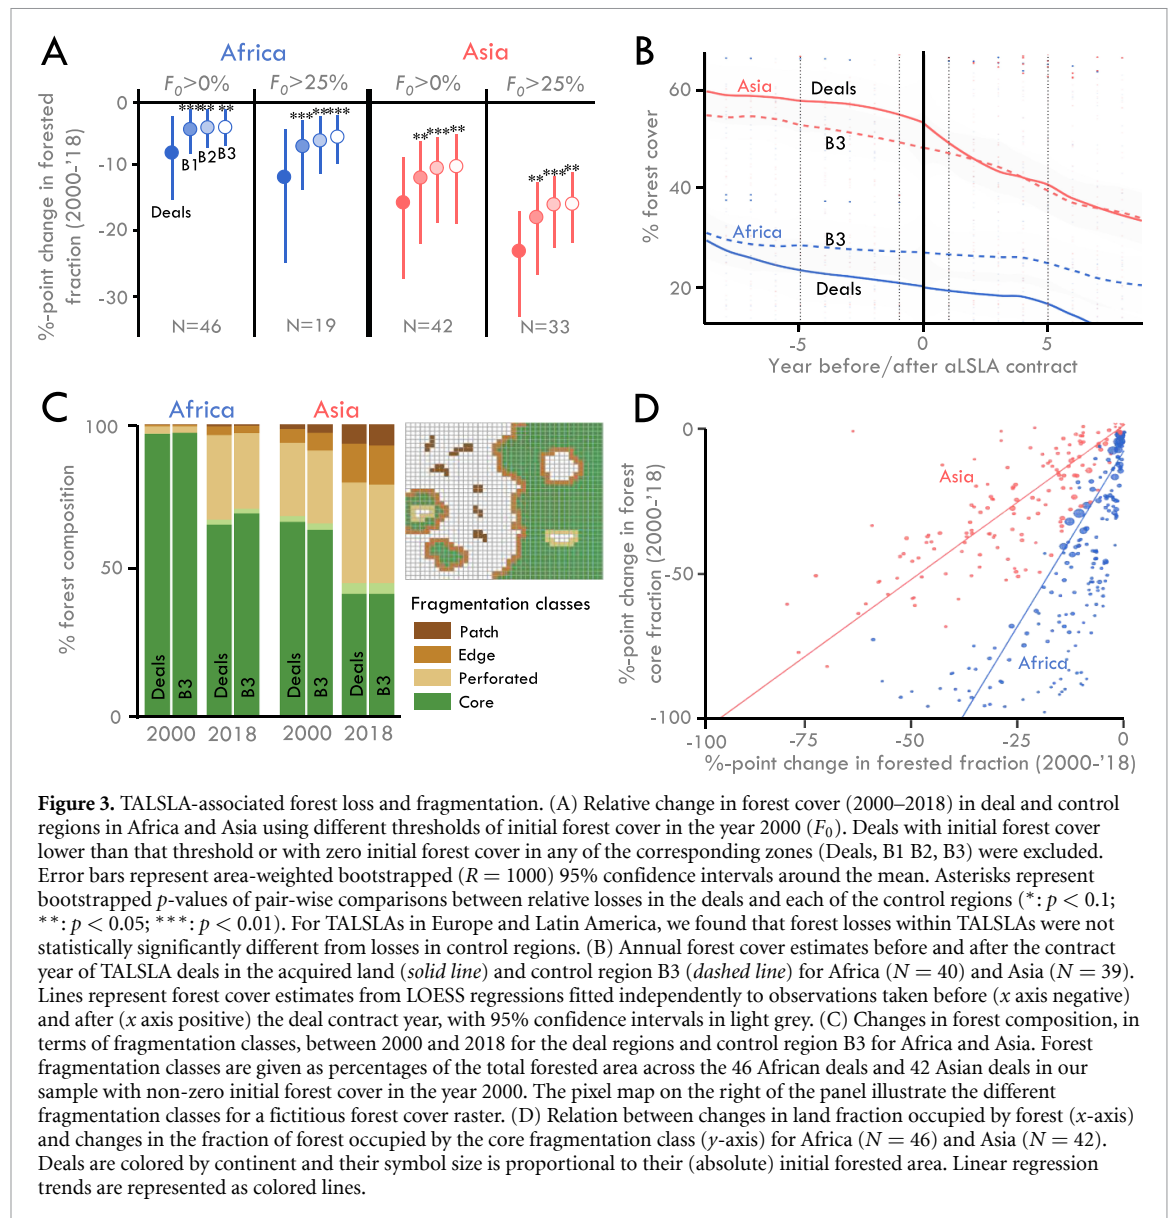 A
Africa
Asia
F₀>0%
F₀>25%
F₀>0%
F₀>25%
%-point change in forested
fraction (2000-'18)
0
-10
-20
-30
***
**
**
***
**
***
**
***
**
**
***
**
B1
B2
B3
Deals
N=46
N=19
N=42
N=33
B
% forest cover
60
40
20
Asia
Deals
B3
Africa
B3
Deals
-5
0
5
Year before/after aLSLA contract
C
Africa
Asia
% forest composition
100
50
0
Deals
B3
Deals
B3
Deals
B3
Deals
B3
2000
2018
2000
2018
Fragmentation classes
Patch
Edge
Perforated
Core
D
%-point change in forest
core fraction (2000-'18)
0
-50
-100
Asia
Africa
-100
-75
-50
-25
0
%-point change in forested fraction (2000-'18)
Figure 3. TALSLA-associated forest loss and fragmentation. (A) Relative change in forest cover (2000–2018) in deal and control
regions in Africa and Asia using different thresholds of initial forest cover in the year 2000 (F₀). Deals with initial forest cover
lower than that threshold or with zero initial forest cover in any of the corresponding zones (Deals, B1 B2, B3) were excluded.
Error bars represent area-weighted bootstrapped (R = 1000) 95% confidence intervals around the mean. Asterisks represent
bootstrapped p-values of pair-wise comparisons between relative losses in the deals and each of the control regions (*: p < 0.1;
**: p < 0.05; ***: p < 0.01). For TALSLAs in Europe and Latin America, we found that forest losses within TALSLAs were not
statistically significantly different from losses in control regions. (B) Annual forest cover estimates before and after the contract
year of TALSLA deals in the acquired land (solid line) and control region B3 (dashed line) for Africa (N = 40) and Asia (N = 39).
Lines represent forest cover estimates from LOESS regressions fitted independently to observations taken before (x axis negative)
and after (x axis positive) the deal contract year, with 95% confidence intervals in light grey. (C) Changes in forest composition, in
terms of fragmentation classes, between 2000 and 2018 for the deal regions and control region B3 for Africa and Asia. Forest
fragmentation classes are given as percentages of the total forested area across the 46 African deals and 42 Asian deals in our
sample with non-zero initial forest cover in the year 2000. The pixel map on the right of the panel illustrate the different
fragmentation classes for a fictitious forest cover raster. (D) Relation between changes in land fraction occupied by forest (x-axis)
and changes in the fraction of forest occupied by the core fragmentation class (y-axis) for Africa (N = 46) and Asia (N = 42).
Deals are colored by continent and their symbol size is proportional to their (absolute) initial forested area. Linear regression
trends are represented as colored lines.